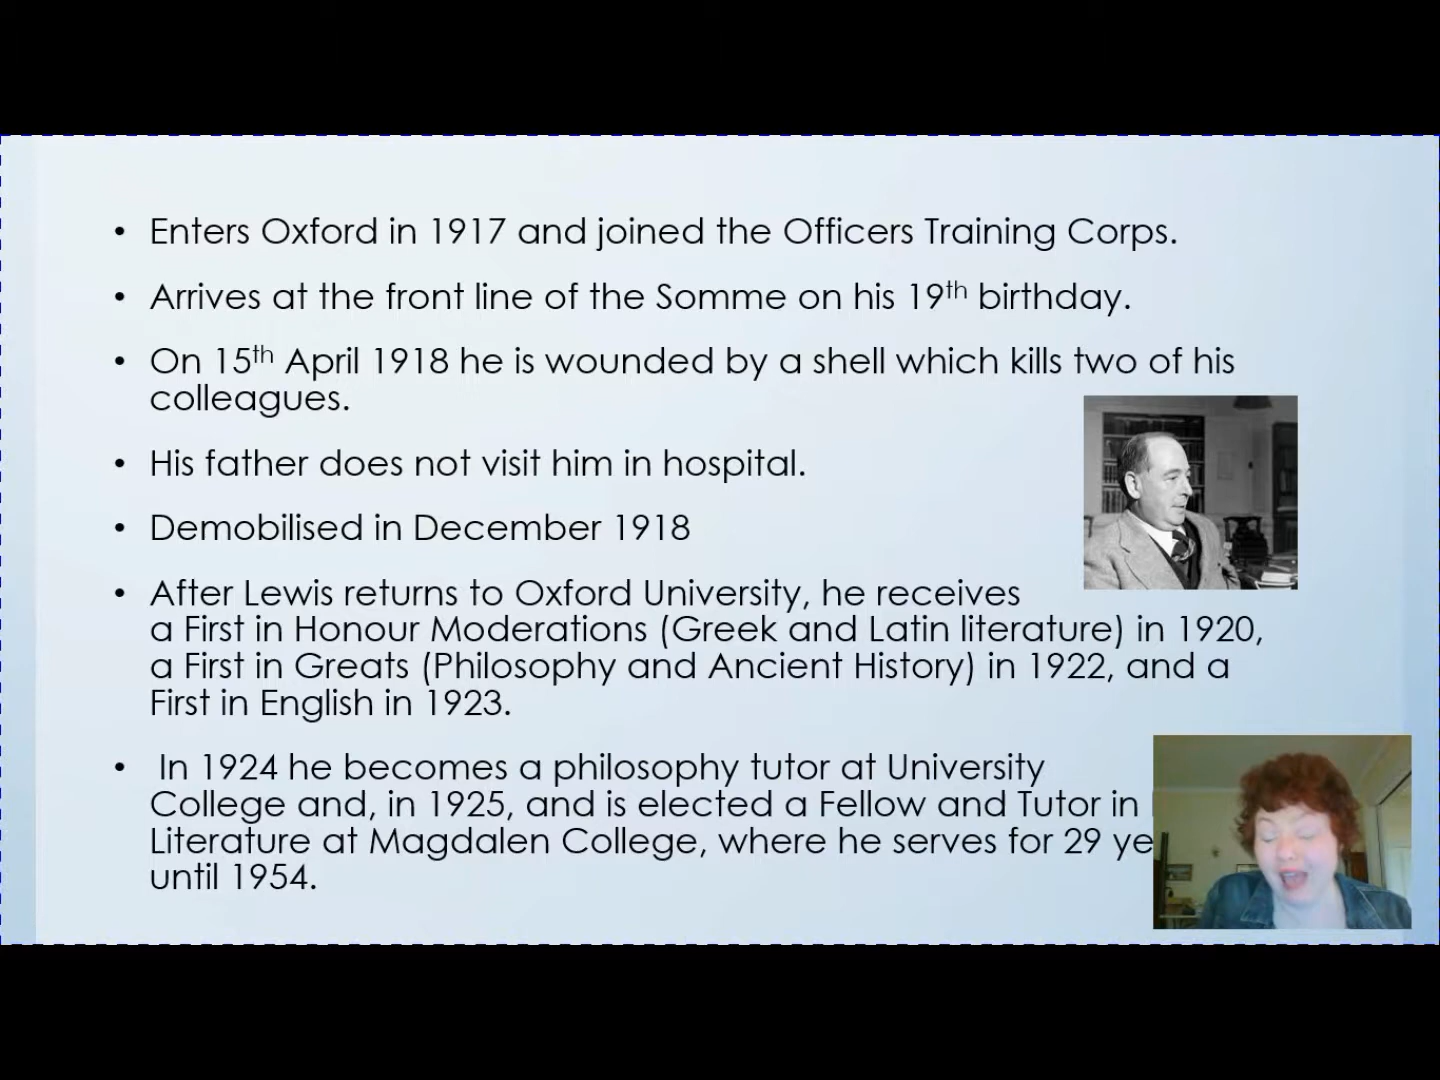 • Enters Oxford in 1917 and joined the Officers Training Corps.
• Arrives at the front line of the Somme on his 19th birthday.
• On 15th April 1918 he is wounded by a shell which kills two of his
colleagues.
• His father does not visit him in hospital.
• Demobilised in December 1918
• After Lewis returns to Oxford University, he receives
a First in Honour Moderations (Greek and Latin literature) in 1920,
a First in Greats (Philosophy and Ancient History) in 1922, and a
First in English in 1923.
• In 1924 he becomes a philosophy tutor at University
College and, in 1925, and is elected a Fellow and Tutor in
Literature at Magdalen College, where he serves for 29 ye
until 1954.